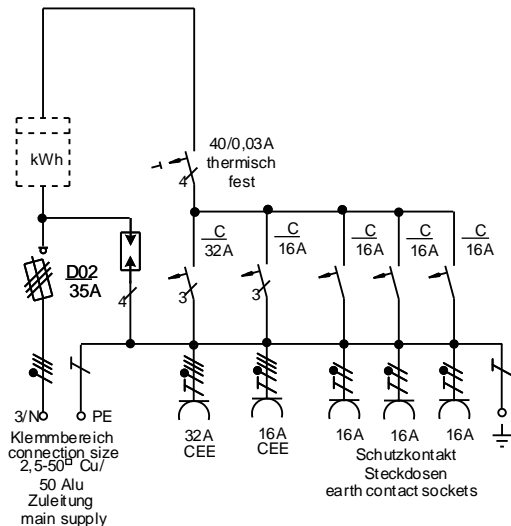 40/0,03A
thermisch
fest
4
kWh
C
32A
C
16A
C
16A
C
16A
C
16A
D02
35A
4
3
3
3/N
PE
Klemmbereich
connection size
2,5-50□ Cu/
50 Alu
Zuleitung
main supply
32A
CEE
16A
CEE
16A
16A
16A
Schutzkontakt
Steckdosen
earth contact sockets